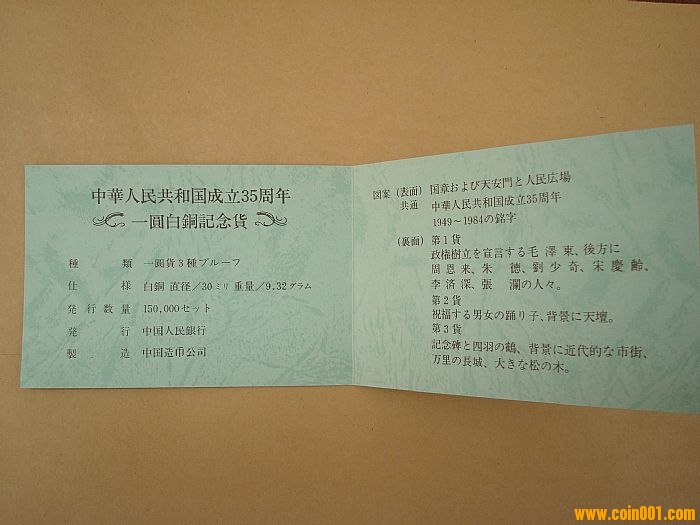 中華人民共和国成立35周年
一圓白銅記念貨
種 類 一圓貨3種プルーフ
仕 様 白銅 直径/30ミリ 重量/9.32グラム
発行数量 150,000セット
発 行 中国人民銀行
製 造 中国造币公司
図案 (表面) 国章および天安門と人民広場
共通 中華人民共和国成立35周年
1949~1984の銘字
(裏面) 第1貨
政権樹立を宣言する毛 澤 東、後方に
周 恩 来、朱 徳、劉 少 奇、宋 慶 齢、
李 済 深、張 瀾の人々。
第2貨
祝福する男女の踊り子、背景に天壇。
第3貨
記念碑と四羽の鶴、背景に近代的な市街、
万里の長城、大きな松の木。
www.coin001.com